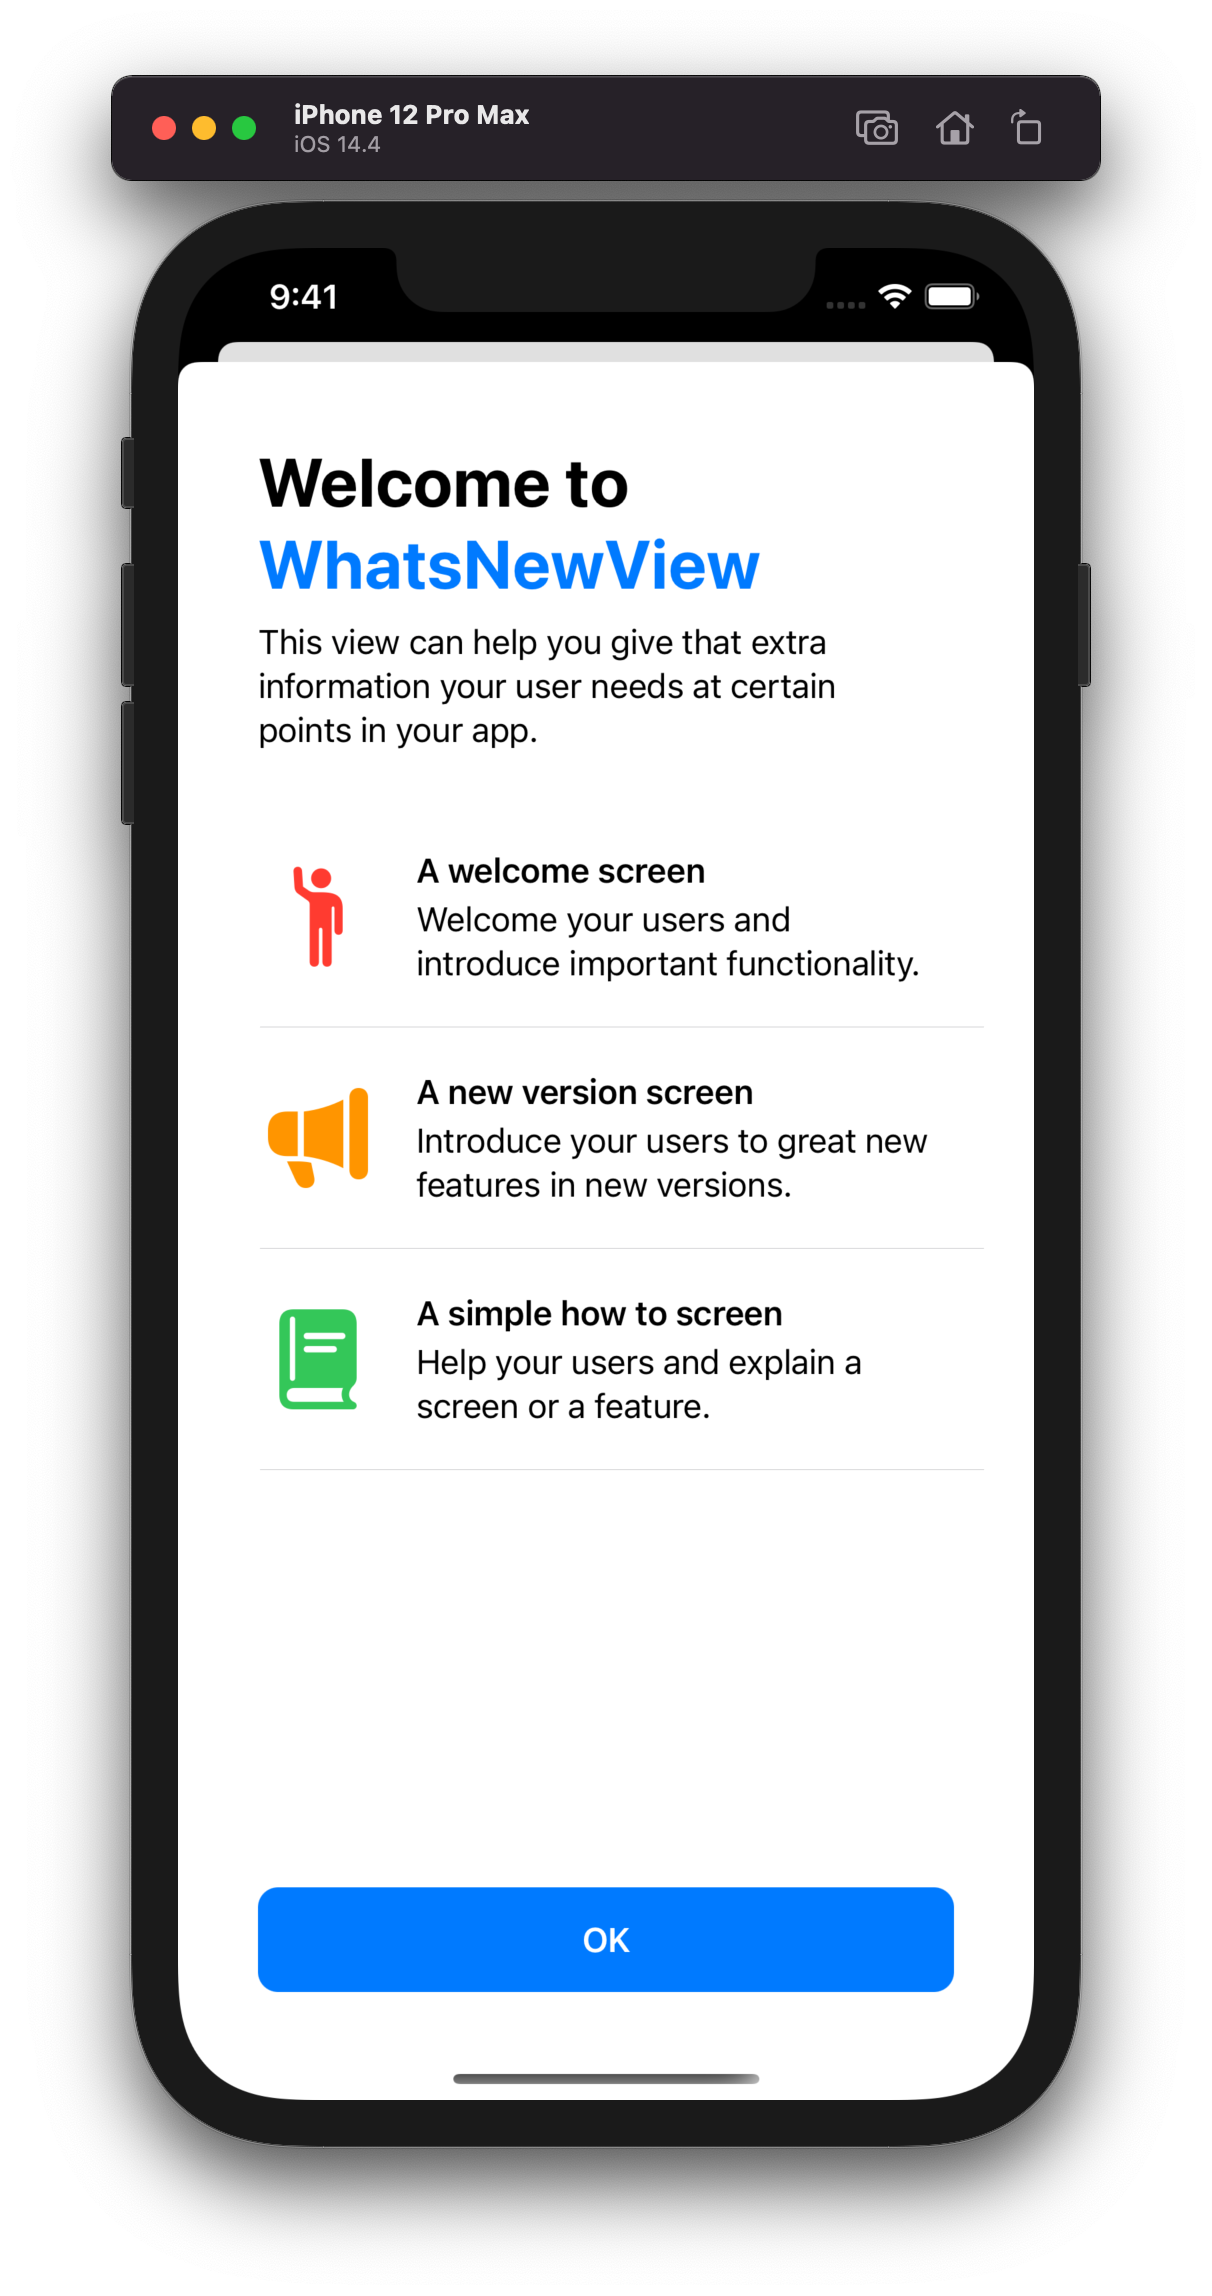 iPhone 12 Pro Max
iOS 14.4
9:41
Welcome to
WhatsNewView
This view can help you give that extra
information your user needs at certain
points in your app.
A welcome screen
Welcome your users and
introduce important functionality.
A new version screen
Introduce your users to great new
features in new versions.
A simple how to screen
Help your users and explain a
screen or a feature.
OK